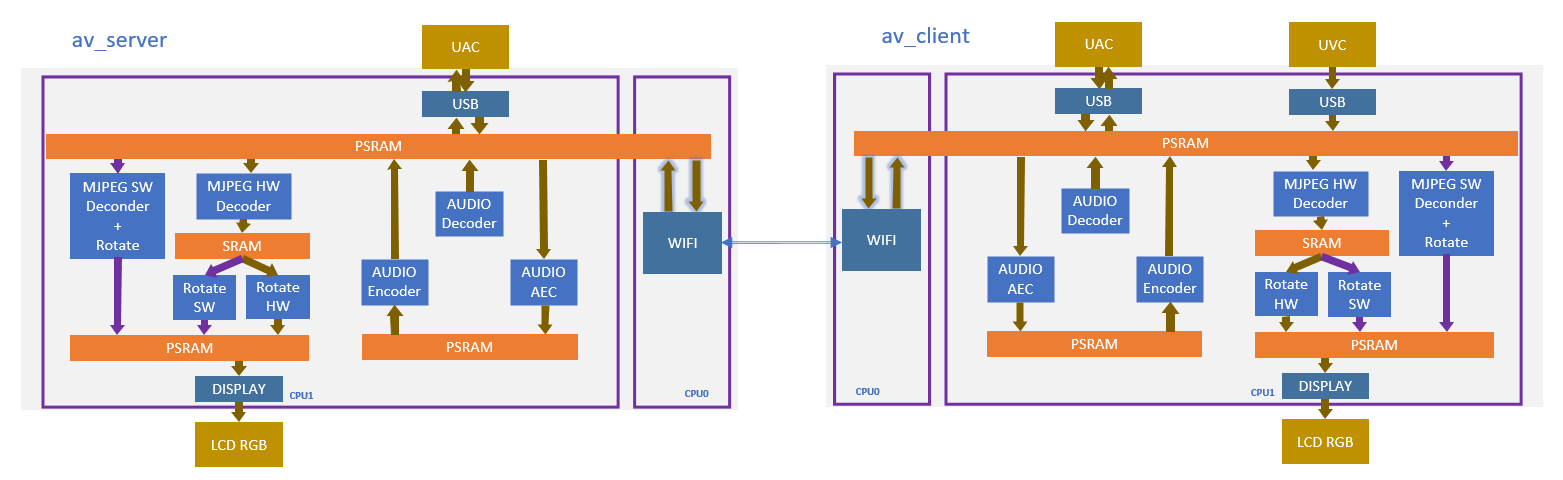 av_server
UAC
USB
PSRAM
MJPEG SW
Deconder
+
Rotate
MJPEG HW
Decoder
SRAM
Rotate
SW
Rotate
HW
AUDIO
Decoder
AUDIO
Encoder
AUDIO
AEC
PSRAM
PSRAM
DISPLAY
CPU1
LCD RGB
WIFI
CPU0
av_client
UAC
UVC
USB
USB
PSRAM
WIFI
CPU0
AUDIO
Decoder
AUDIO
AEC
AUDIO
Encoder
MJPEG HW
Decoder
MJPEG SW
Deconder
+
Rotate
SRAM
Rotate
HW
Rotate
SW
PSRAM
PSRAM
DISPLAY
CPU1
LCD RGB